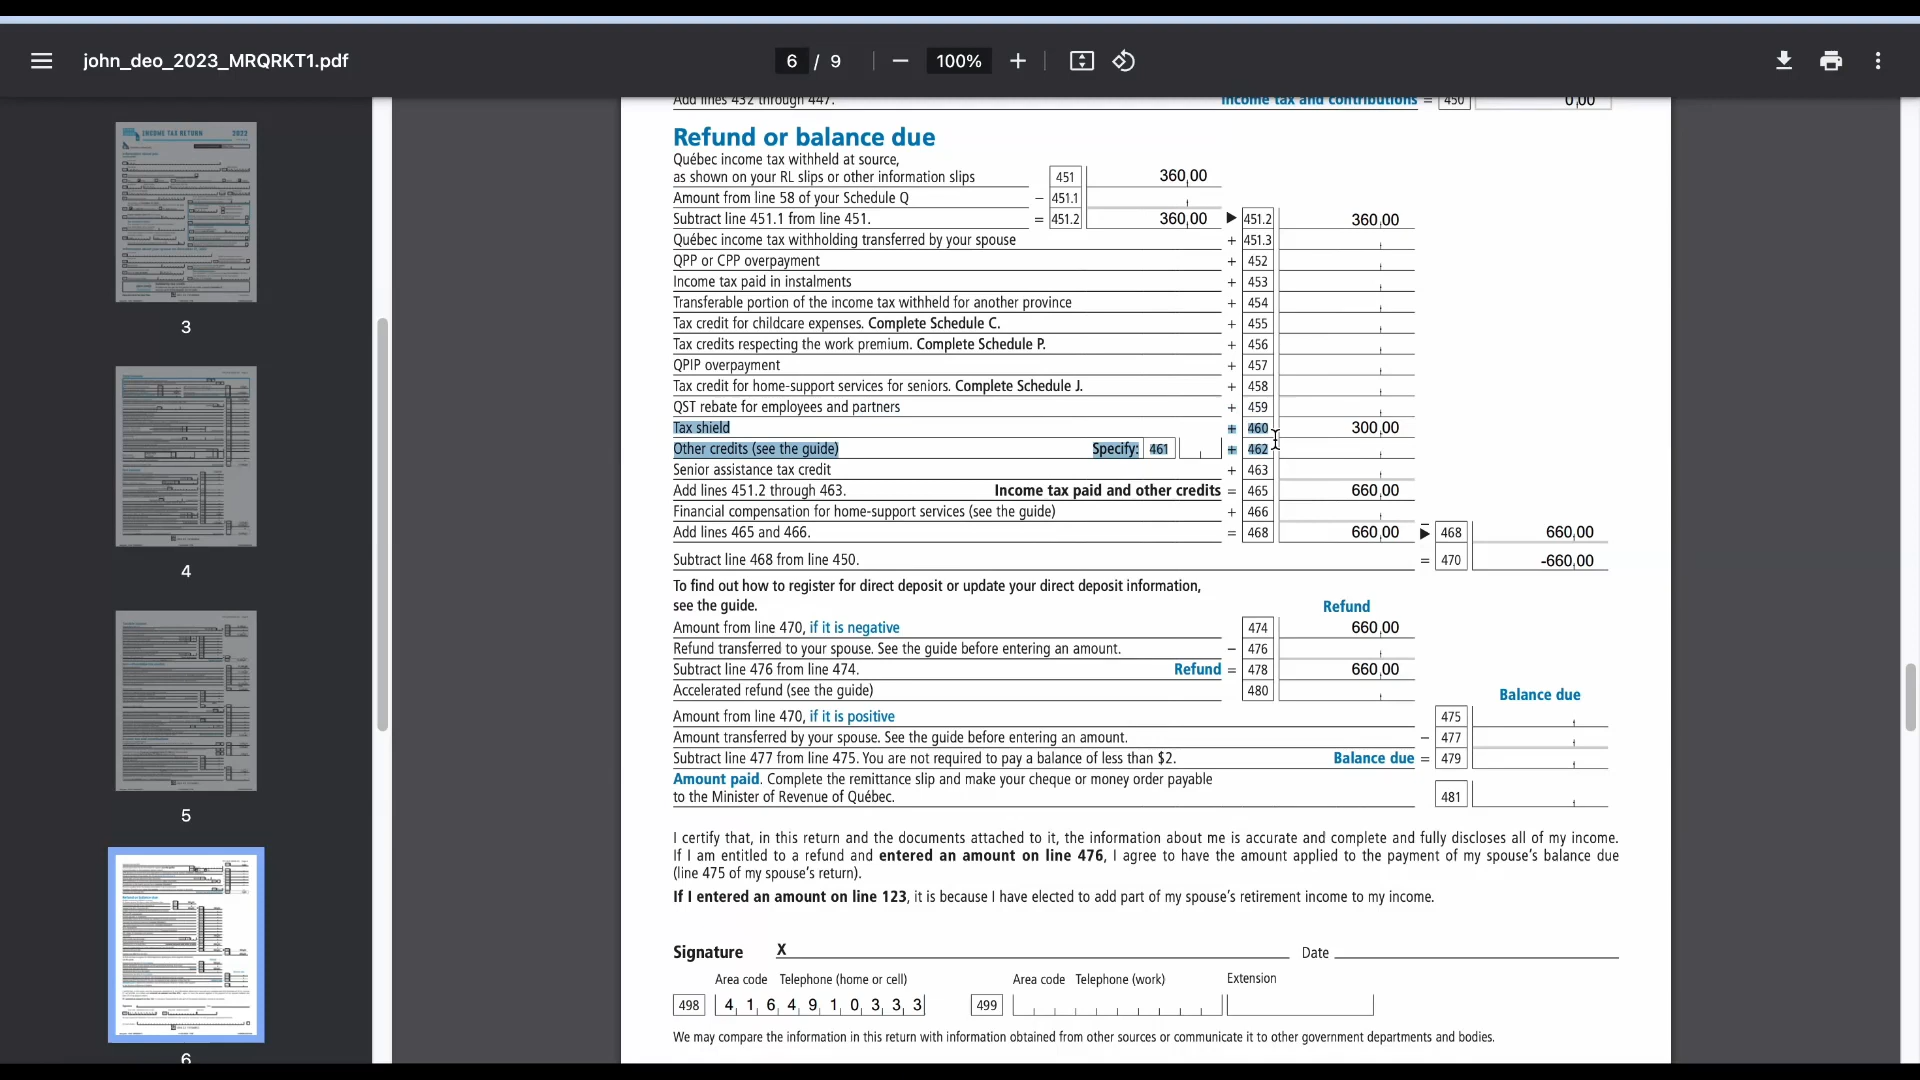 john_deo_2023_MRQRKT1.pdf
6 / 9
100%
3
4
5
6
Add lines 432 through 447. Income tax and contributions = 450 0,00
Refund or balance due
Québec income tax withheld at source,
as shown on your RL slips or other information slips 451 360,00
Amount from line 58 of your Schedule Q – 451.1
Subtract line 451.1 from line 451. = 451.2 360,00 ▶ 451.2 360,00
Québec income tax withholding transferred by your spouse + 451.3
QPP or CPP overpayment + 452
Income tax paid in instalments + 453
Transferable portion of the income tax withheld for another province + 454
Tax credit for childcare expenses. Complete Schedule C. + 455
Tax credits respecting the work premium. Complete Schedule P. + 456
QPIP overpayment + 457
Tax credit for home-support services for seniors. Complete Schedule J. + 458
QST rebate for employees and partners + 459
Tax shield + 460 300,00
Other credits (see the guide) Specify: 461 + 462
Senior assistance tax credit + 463
Add lines 451.2 through 463. Income tax paid and other credits = 465 660,00
Financial compensation for home-support services (see the guide) + 466
Add lines 465 and 466. = 468 660,00 – ▶ 468 660,00
Subtract line 468 from line 450. = 470 -660,00
To find out how to register for direct deposit or update your direct deposit information,
see the guide. Refund
Amount from line 470, if it is negative 474 660,00
Refund transferred to your spouse. See the guide before entering an amount. – 476
Subtract line 476 from line 474. Refund = 478 660,00
Accelerated refund (see the guide) 480
Balance due
Amount from line 470, if it is positive 475
Amount transferred by your spouse. See the guide before entering an amount. – 477
Subtract line 477 from line 475. You are not required to pay a balance of less than $2. Balance due = 479
Amount paid. Complete the remittance slip and make your cheque or money order payable
to the Minister of Revenue of Québec. 481
I certify that, in this return and the documents attached to it, the information about me is accurate and complete and fully discloses all of my income.
If I am entitled to a refund and entered an amount on line 476, I agree to have the amount applied to the payment of my spouse's balance due
(line 475 of my spouse's return).
If I entered an amount on line 123, it is because I have elected to add part of my spouse's retirement income to my income.
Signature X Date
Area code Telephone (home or cell) Area code Telephone (work) Extension
498 4 1 6 4 9 1 0 3 3 3 499
We may compare the information in this return with information obtained from other sources or communicate it to other government departments and bodies.
INCOME TAX RETURN 2022